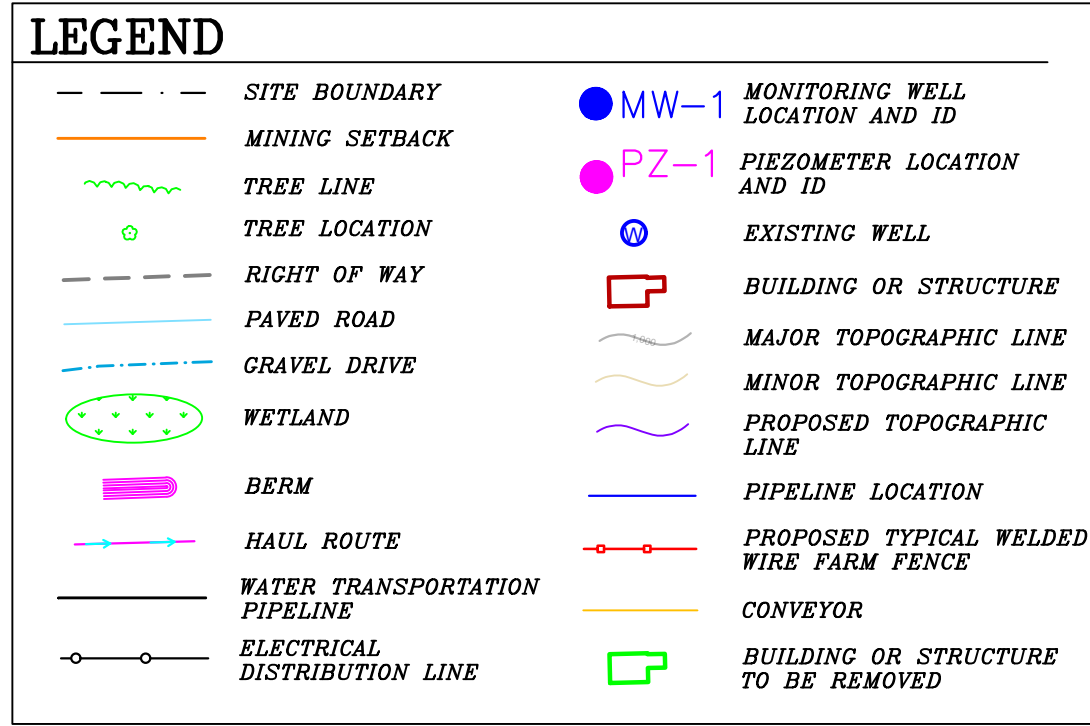 LEGEND
SITE BOUNDARY
MINING SETBACK
TREE LINE
TREE LOCATION
RIGHT OF WAY
PAVED ROAD
GRAVEL DRIVE
WETLAND
BERM
HAUL ROUTE
WATER TRANSPORTATION
PIPELINE
ELECTRICAL
DISTRIBUTION LINE
MW-1
MONITORING WELL
LOCATION AND ID
PZ-1
PIEZOMETER LOCATION
AND ID
W
EXISTING WELL
BUILDING OR STRUCTURE
1,000
MAJOR TOPOGRAPHIC LINE
MINOR TOPOGRAPHIC LINE
PROPOSED TOPOGRAPHIC
LINE
PIPELINE LOCATION
PROPOSED TYPICAL WELDED
WIRE FARM FENCE
CONVEYOR
BUILDING OR STRUCTURE
TO BE REMOVED